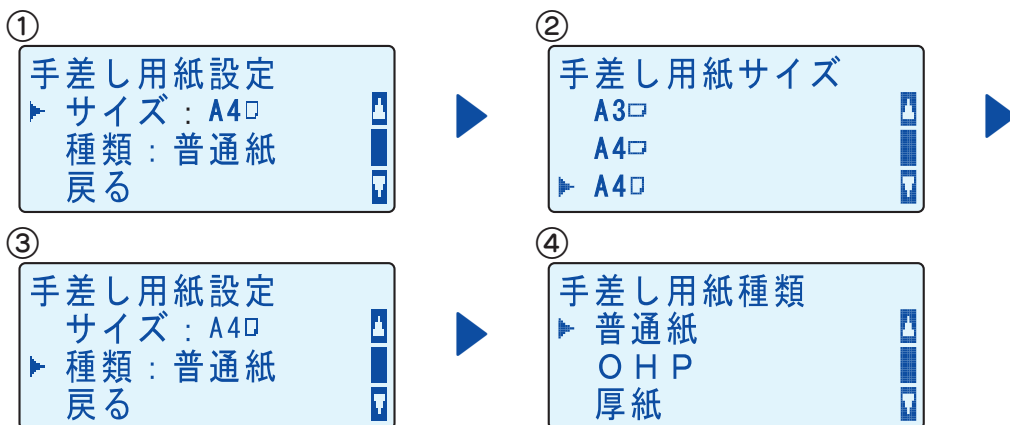 ①
手差し用紙設定
サイズ：A4
種類：普通紙
戻る
②
手差し用紙サイズ
A3
A4
A4
③
手差し用紙設定
サイズ：A4
種類：普通紙
戻る
④
手差し用紙種類
普通紙
ＯＨＰ
厚紙